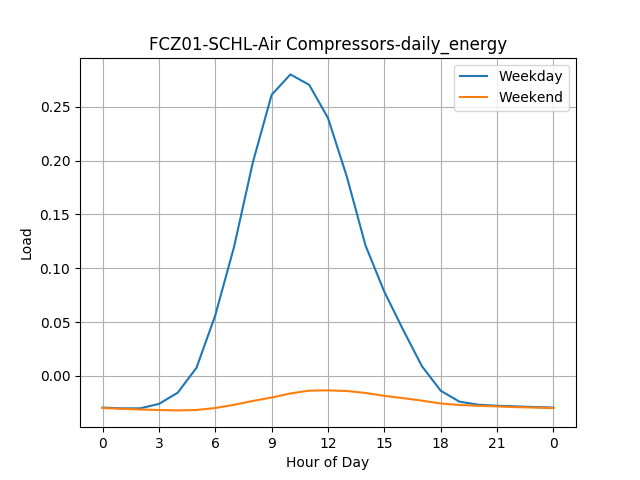 FCZ01-SCHL-Air Compressors-daily_energy
Weekday
Weekend
0.25
0.20
0.15
0.10
0.05
0.00
Load
0 3 6 9 12 15 18 21 0
Hour of Day